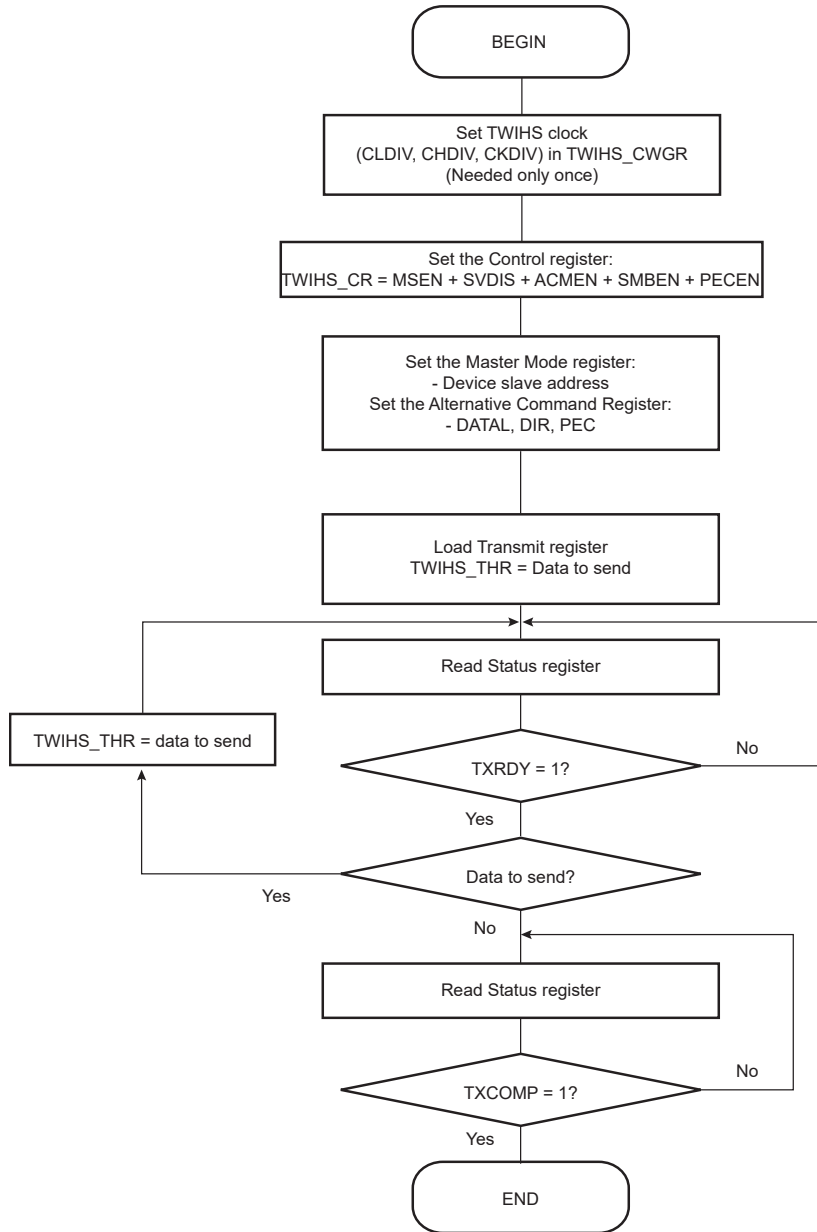 BEGIN
Set TWIHS clock
(CLDIV, CHDIV, CKDIV) in TWIHS_CWGR
(Needed only once)
Set the Control register:
TWIHS_CR = MSEN + SVDIS + ACMEN + SMBEN + PECEN
Set the Master Mode register:
- Device slave address
Set the Alternative Command Register:
- DATAL, DIR, PEC
Load Transmit register
TWIHS_THR = Data to send
Read Status register
TWIHS_THR = data to send
TXRDY = 1?
No
Yes
Data to send?
Yes
No
Read Status register
TXCOMP = 1?
No
Yes
END